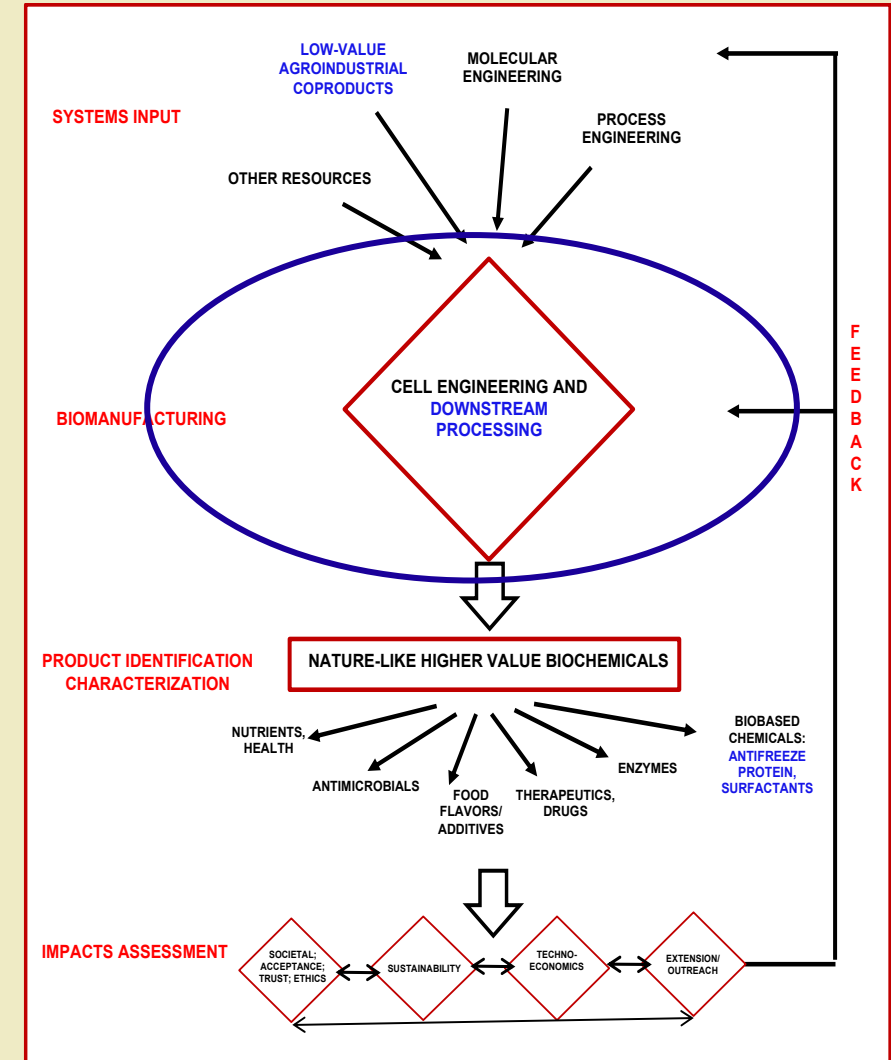 LOW-VALUE
AGROINDUSTRIAL
COPRODUCTS
MOLECULAR
ENGINEERING
SYSTEMS INPUT
PROCESS
ENGINEERING
OTHER RESOURCES
CELL ENGINEERING AND
DOWNSTREAM
PROCESSING
BIOMANUFACTURING
F
E
E
D
B
A
C
K
PRODUCT IDENTIFICATION
CHARACTERIZATION
NATURE-LIKE HIGHER VALUE BIOCHEMICALS
NUTRIENTS,
HEALTH
ANTIMICROBIALS
FOOD
FLAVORS/
ADDITIVES
THERAPEUTICS,
DRUGS
ENZYMES
BIOBASED
CHEMICALS:
ANTIFREEZE
PROTEIN,
SURFACTANTS
IMPACTS ASSESSMENT
SOCIETAL;
ACCEPTANCE;
TRUST; ETHICS
SUSTAINABILITY
TECHNO-
ECONOMICS
EXTENSION/
OUTREACH